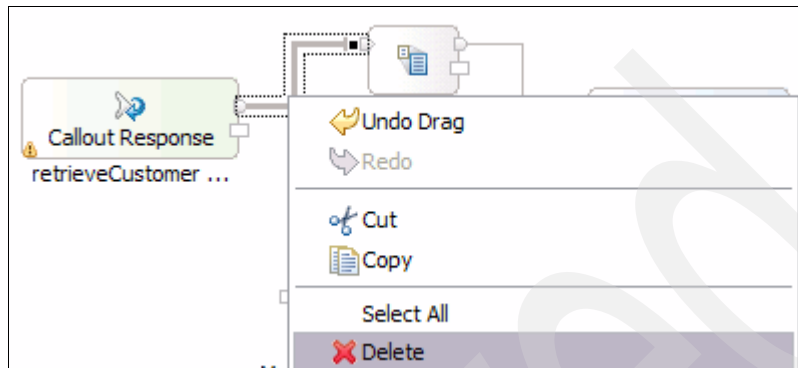 Callout Response
retrieveCustomer ...
Undo Drag
Redo
Cut
Copy
Select All
Delete